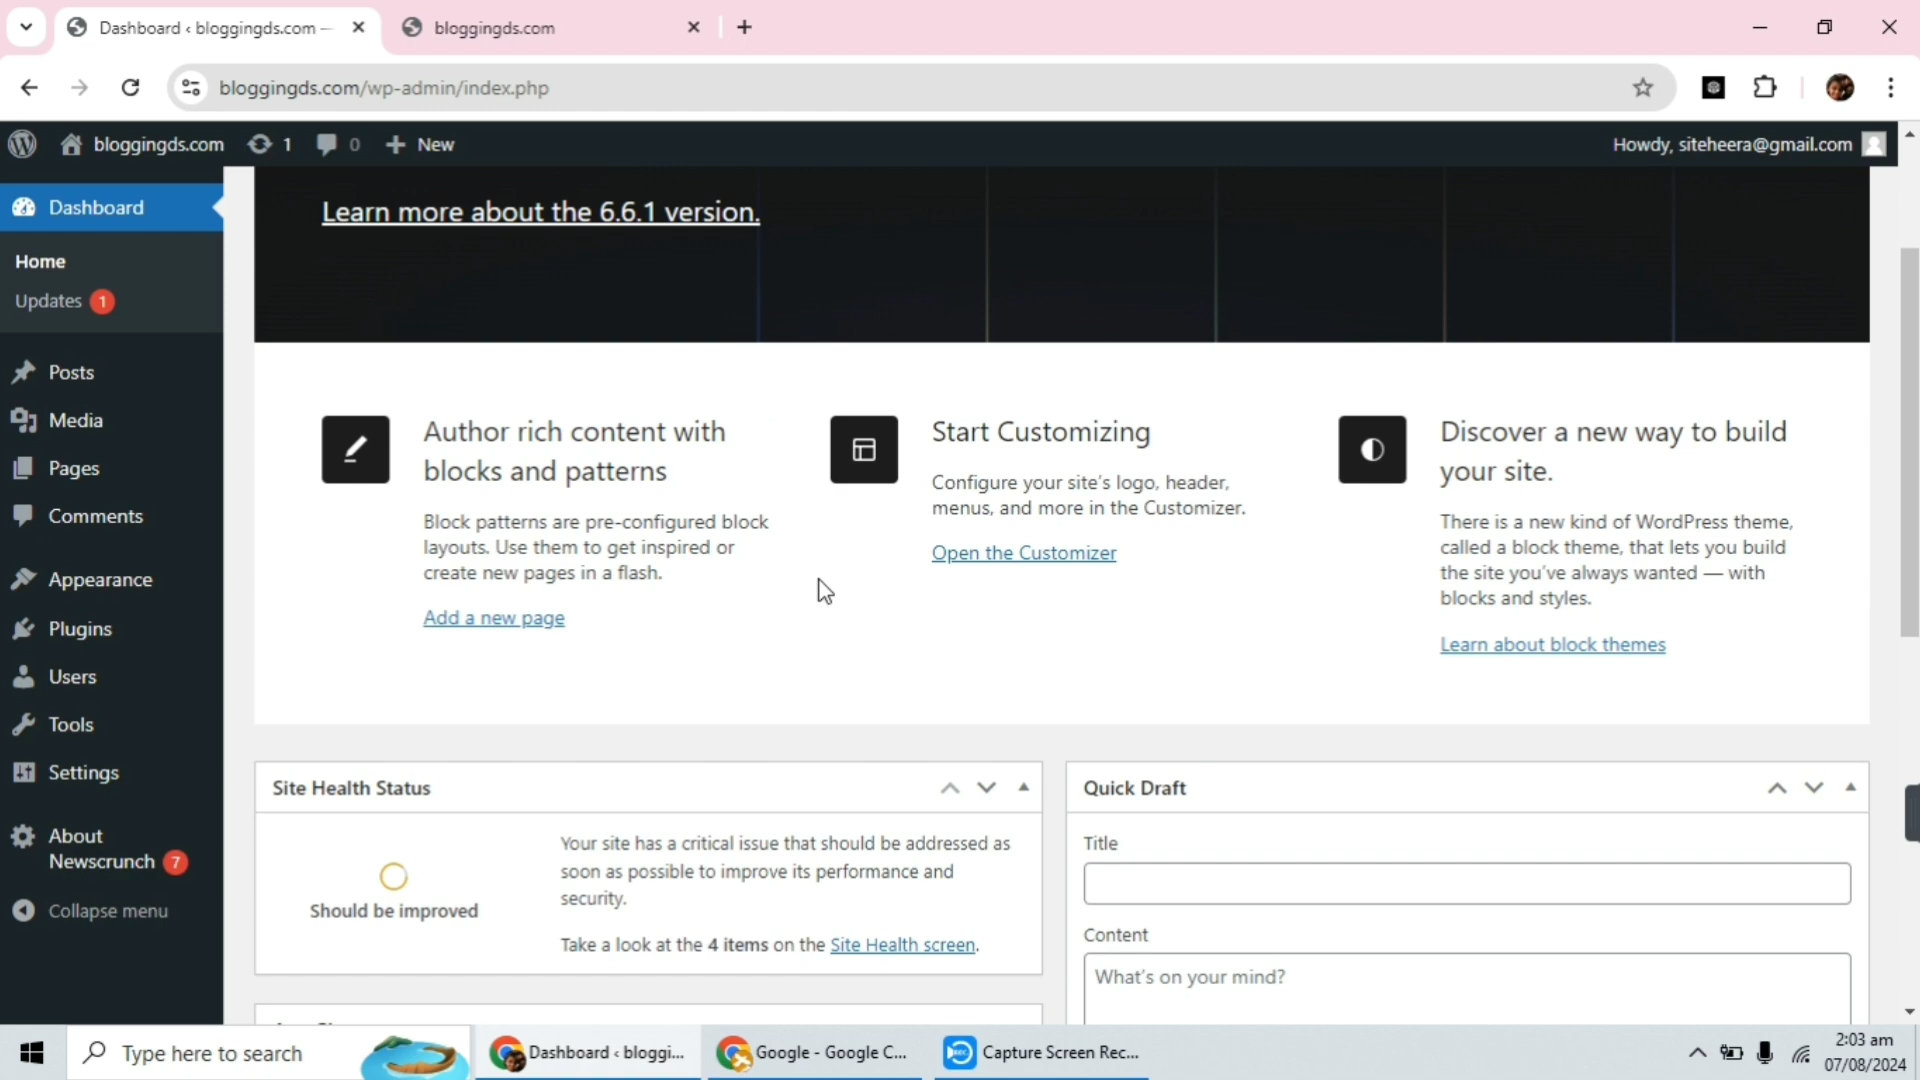 Dashboard ‹ bloggingds.com —
bloggingds.com
bloggingds.com/wp-admin/index.php
bloggingds.com
1
0
New
Howdy, siteheera@gmail.com
Dashboard
Home
Updates 1
Posts
Media
Pages
Comments
Appearance
Plugins
Users
Tools
Settings
About
Newscrunch 7
Collapse menu
Learn more about the 6.6.1 version.
Author rich content with
blocks and patterns
Block patterns are pre-configured block
layouts. Use them to get inspired or
create new pages in a flash.
Add a new page
Start Customizing
Configure your site's logo, header,
menus, and more in the Customizer.
Open the Customizer
Discover a new way to build
your site.
There is a new kind of WordPress theme,
called a block theme, that lets you build
the site you've always wanted — with
blocks and styles.
Learn about block themes
Site Health Status
Should be improved
Your site has a critical issue that should be addressed as
soon as possible to improve its performance and
security.
Take a look at the 4 items on the Site Health screen.
Quick Draft
Title
Content
What's on your mind?
Type here to search
Dashboard ‹ bloggi...
Google - Google C...
Capture Screen Rec...
2:03 am
07/08/2024